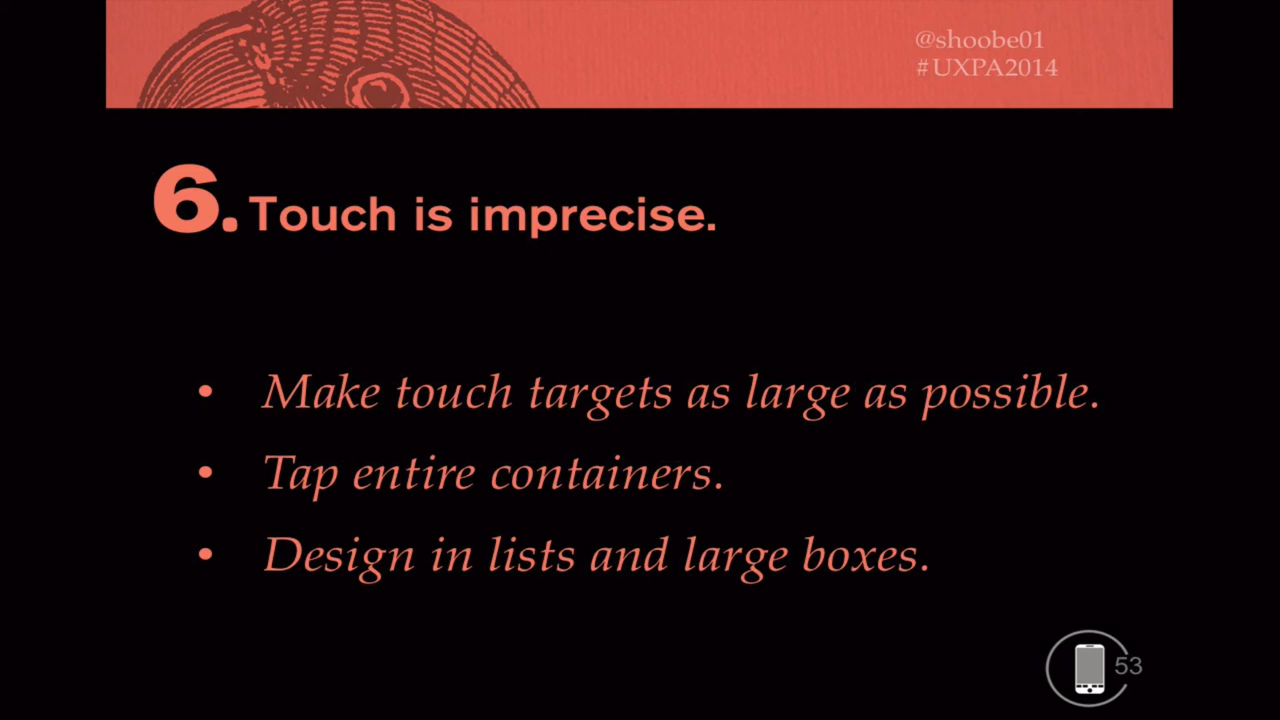 @shoobe01
#UXPA2014
6. Touch is imprecise.
• Make touch targets as large as possible.
• Tap entire containers.
• Design in lists and large boxes.
53